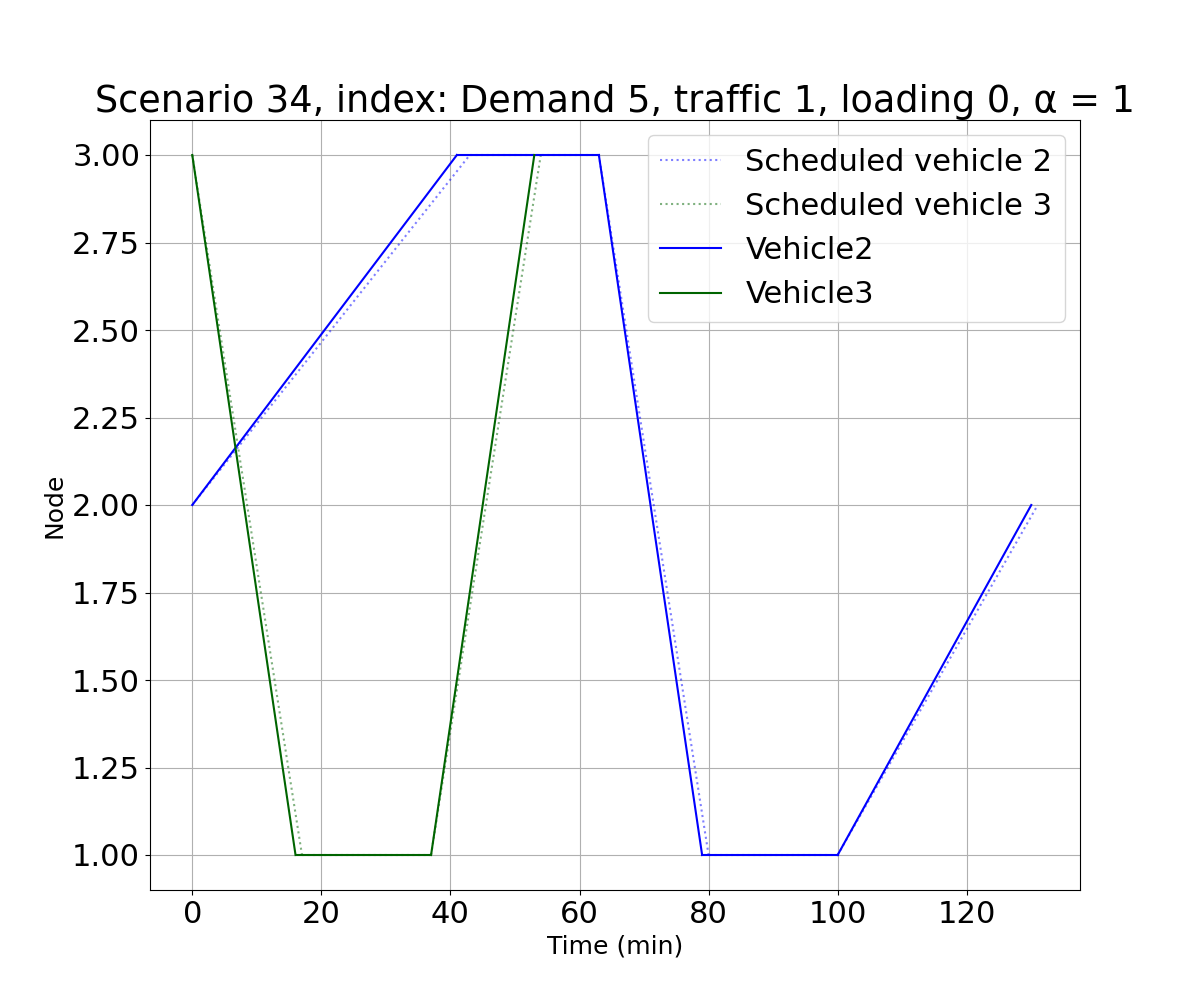 Scenario 34, index: Demand 5, traffic 1, loading 0, α = 1
Scheduled vehicle 2
Scheduled vehicle 3
Vehicle2
Vehicle3
Node
3.00
2.75
2.50
2.25
2.00
1.75
1.50
1.25
1.00
0 20 40 60 80 100 120
Time (min)